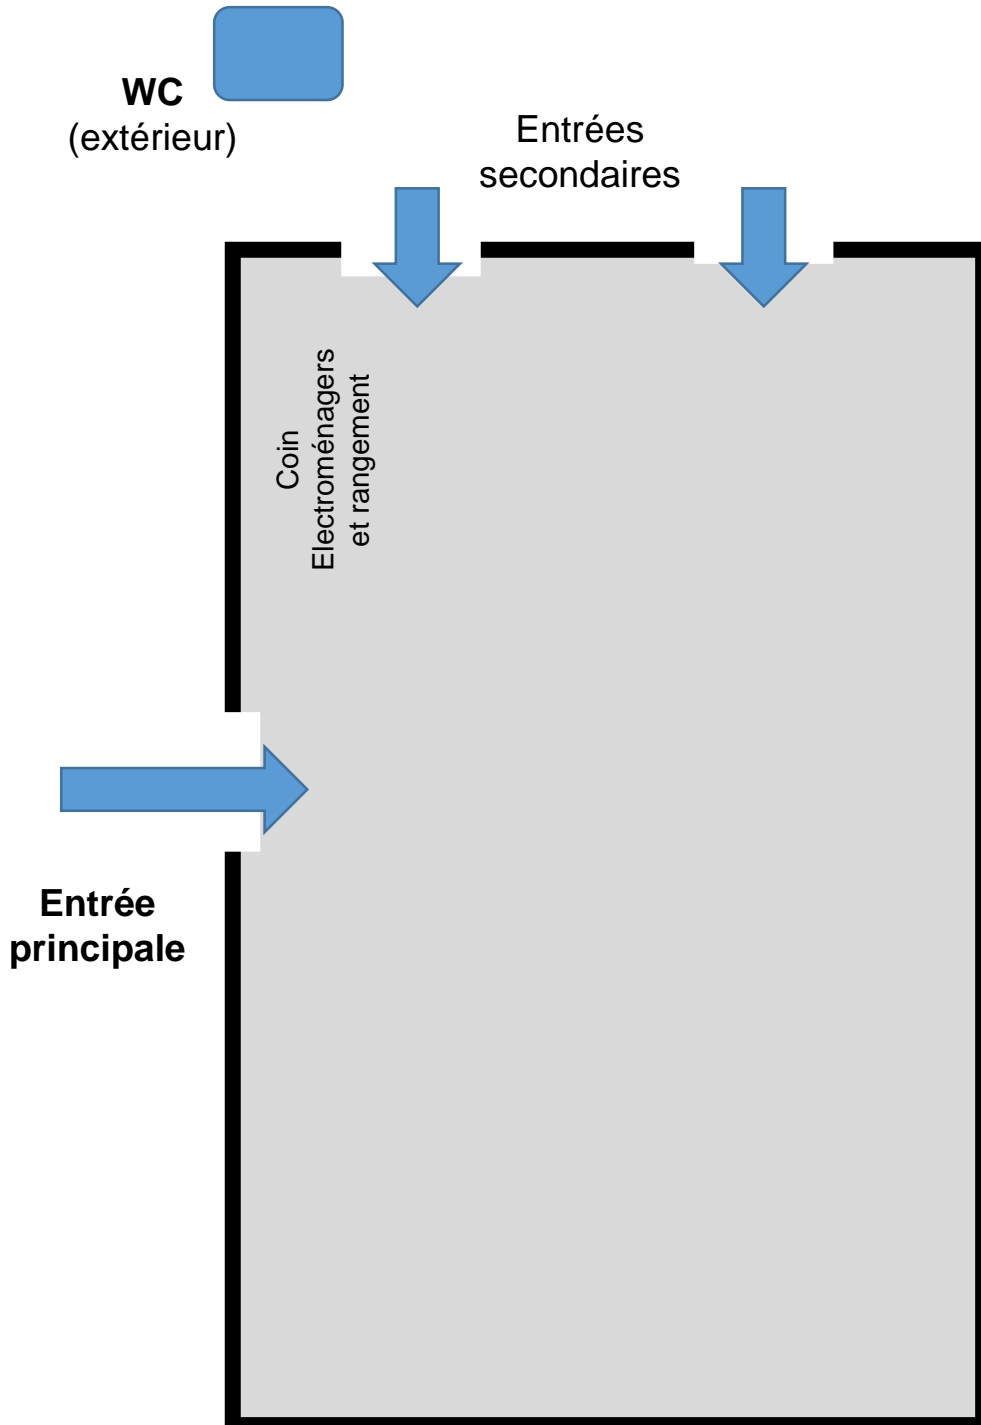 WC
(extérieur)
Entrées
secondaires
Coin
Electroménagers
et rangement
Entrée
principale